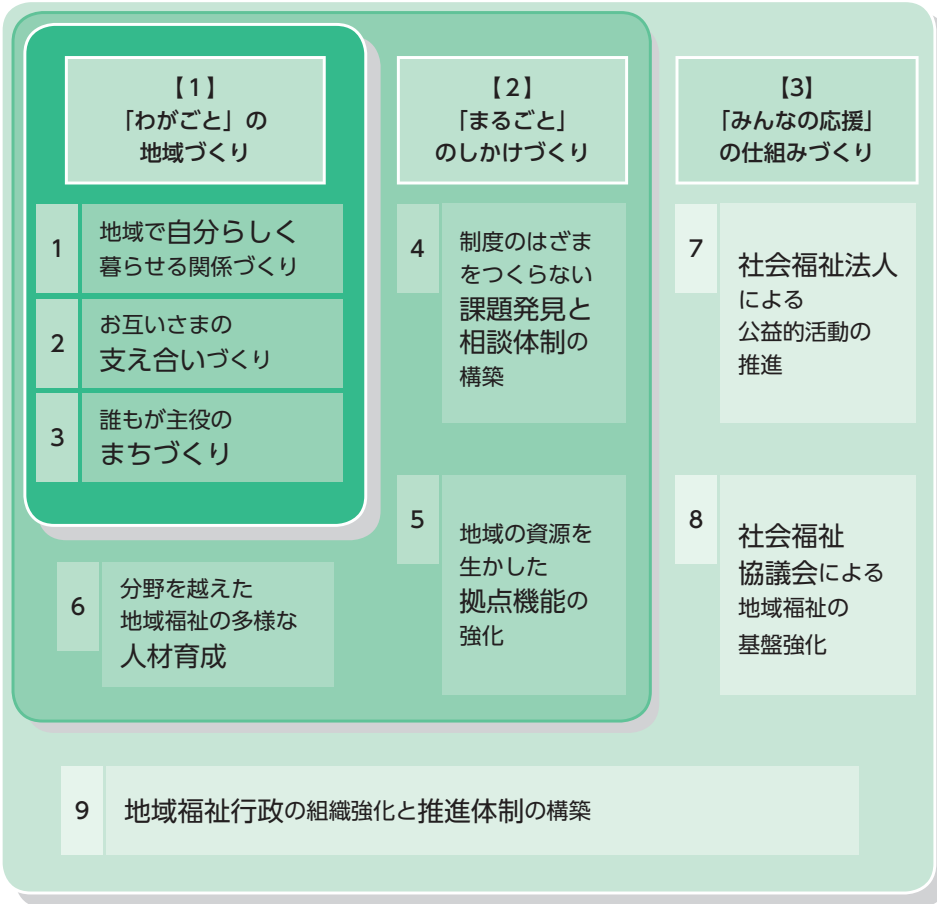 【1】
「わがごと」の
地域づくり
1
地域で自分らしく
暮らせる関係づくり
2
お互いさまの
支え合いづくり
3
誰もが主役の
まちづくり
【2】
「まるごと」
のしかけづくり
4
制度のはざま
をつくらない
課題発見と
相談体制の
構築
5
地域の資源を
生かした
拠点機能の
強化
6
分野を越えた
地域福祉の多様な
人材育成
【3】
「みんなの応援」
の仕組みづくり
7
社会福祉法人
による
公益的活動の
推進
8
社会福祉
協議会による
地域福祉の
基盤強化
9
地域福祉行政の組織強化と推進体制の構築